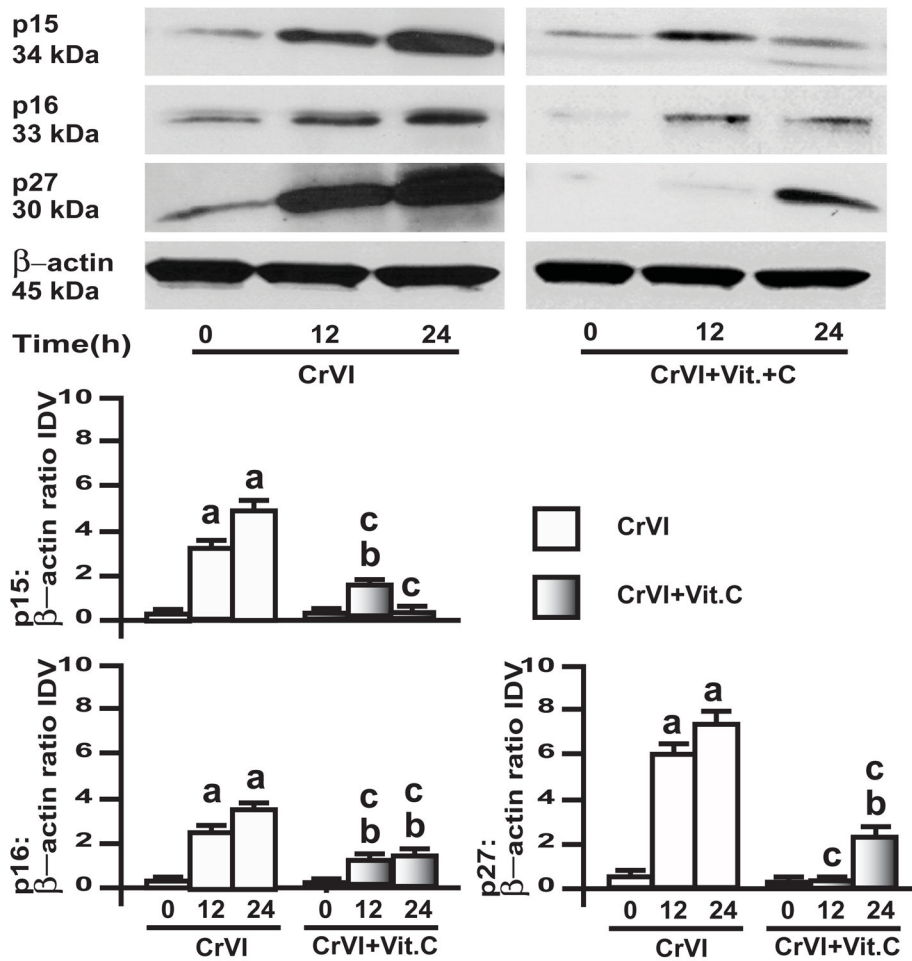 p15
34 kDa
p16
33 kDa
p27
30 kDa
β–actin
45 kDa
Time(h)
0 12 24
0 12 24
CrVI
CrVI+Vit.+C
p15:
β–actin ratio IDV
10
8
6
4
2
0
a
a
c
b
c
CrVI
CrVI+Vit.C
p16:
β–actin ratio IDV
10
8
6
4
2
0
a
a
c
b
c
b
0 12 24
0 12 24
CrVI
CrVI+Vit.C
p27:
β–actin ratio IDV
10
8
6
4
2
0
a
a
c
c
b
0 12 24
0 12 24
CrVI
CrVI+Vit.C